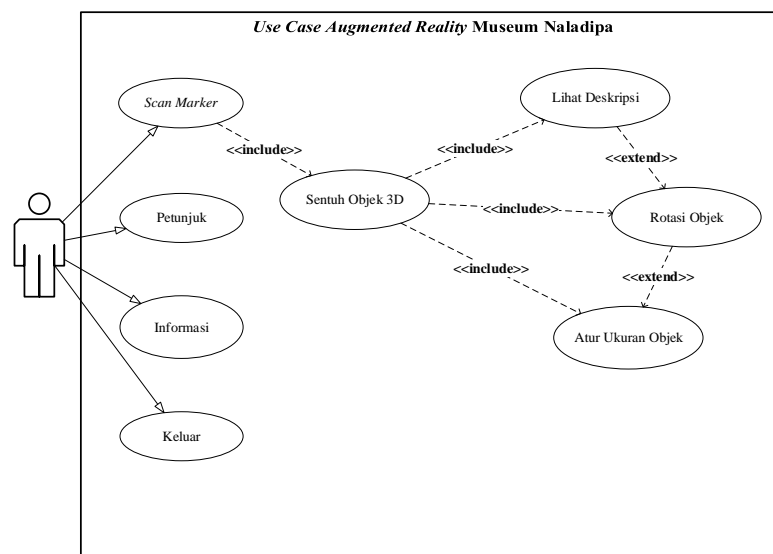 Use Case Augmented Reality Museum Naladipa
Scan Marker
Lihat Deskripsi
<<include>>
<<include>>
<<extend>>
Sentuh Objek 3D
Petunjuk
<<include>>
Rotasi Objek
<<include>>
<<extend>>
Informasi
Atur Ukuran Objek
Keluar